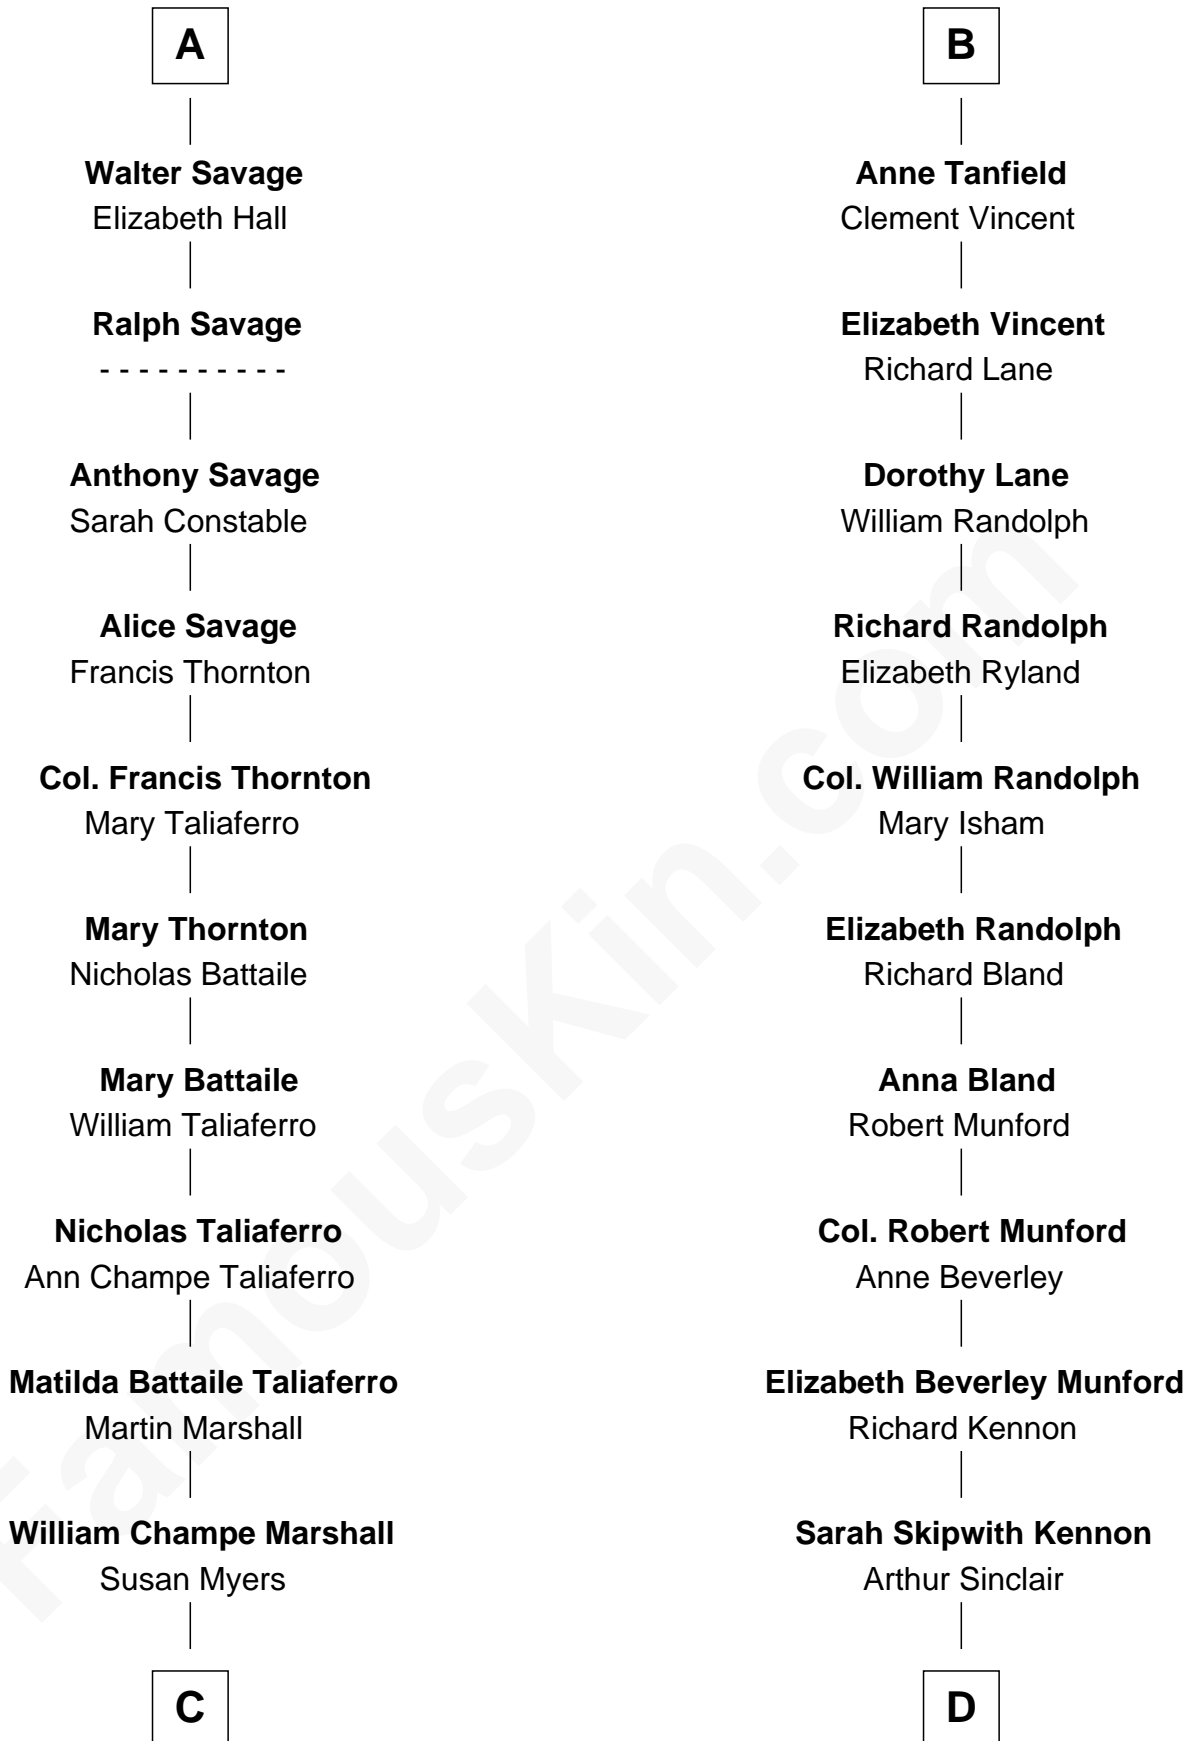 A
Walter Savage
Elizabeth Hall
Ralph Savage
- - - - - - - - - -
Anthony Savage
Sarah Constable
Alice Savage
Francis Thornton
Col. Francis Thornton
Mary Taliaferro
Mary Thornton
Nicholas Battaile
Mary Battaile
William Taliaferro
Nicholas Taliaferro
Ann Champe Taliaferro
Matilda Battaile Taliaferro
Martin Marshall
William Champe Marshall
Susan Myers
C
B
Anne Tanfield
Clement Vincent
Elizabeth Vincent
Richard Lane
Dorothy Lane
William Randolph
Richard Randolph
Elizabeth Ryland
Col. William Randolph
Mary Isham
Elizabeth Randolph
Richard Bland
Anna Bland
Robert Munford
Col. Robert Munford
Anne Beverley
Elizabeth Beverley Munford
Richard Kennon
Sarah Skipwith Kennon
Arthur Sinclair
D
FamousKin.com